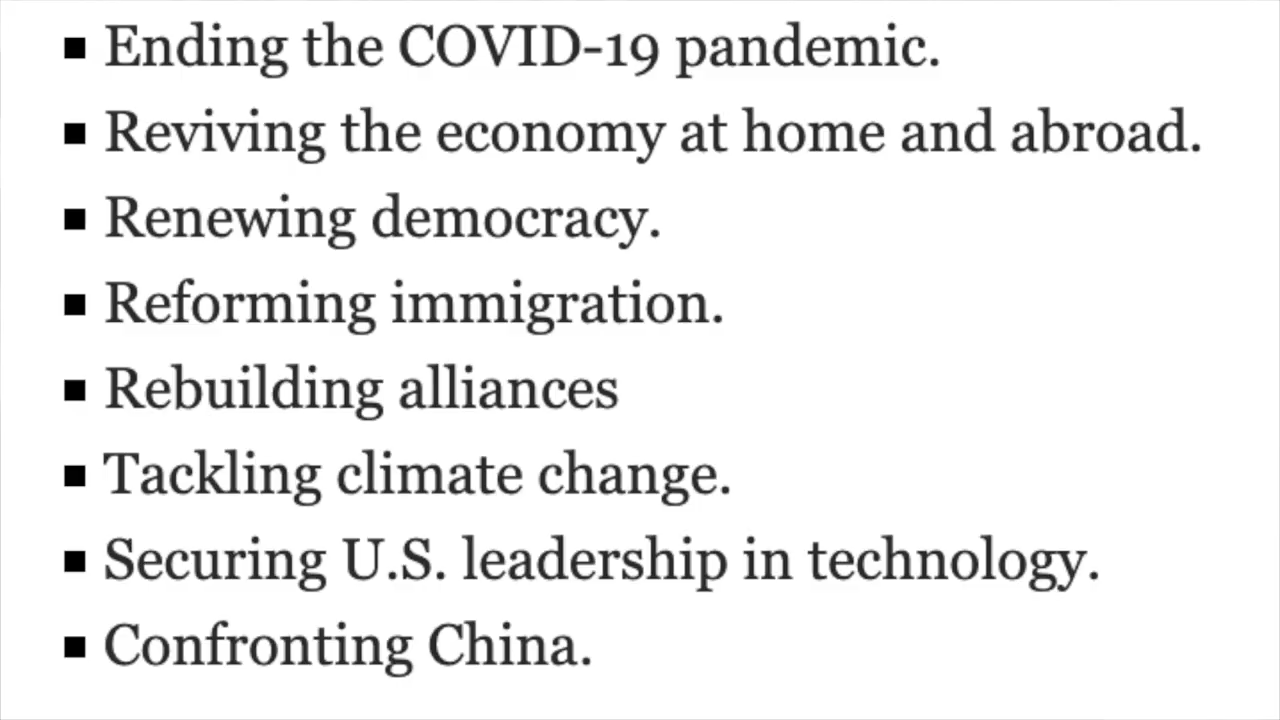 ▪ Ending the COVID-19 pandemic.
▪ Reviving the economy at home and abroad.
▪ Renewing democracy.
▪ Reforming immigration.
▪ Rebuilding alliances
▪ Tackling climate change.
▪ Securing U.S. leadership in technology.
▪ Confronting China.